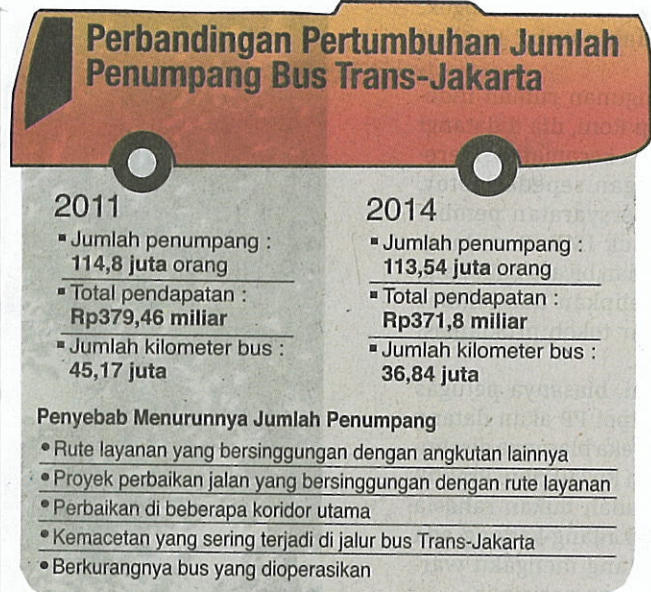 Perbandingan Pertumbuhan Jumlah
Penumpang Bus Trans-Jakarta
2011
▪ Jumlah penumpang :
114,8 juta orang
▪ Total pendapatan :
Rp379,46 miliar
▪ Jumlah kilometer bus :
45,17 juta
2014
▪ Jumlah penumpang :
113,54 juta orang
▪ Total pendapatan :
Rp371,8 miliar
▪ Jumlah kilometer bus :
36,84 juta
Penyebab Menurunnya Jumlah Penumpang
• Rute layanan yang bersinggungan dengan angkutan lainnya
• Proyek perbaikan jalan yang bersinggungan dengan rute layanan
• Perbaikan di beberapa koridor utama
• Kemacetan yang sering terjadi di jalur bus Trans-Jakarta
• Berkurangnya bus yang dioperasikan